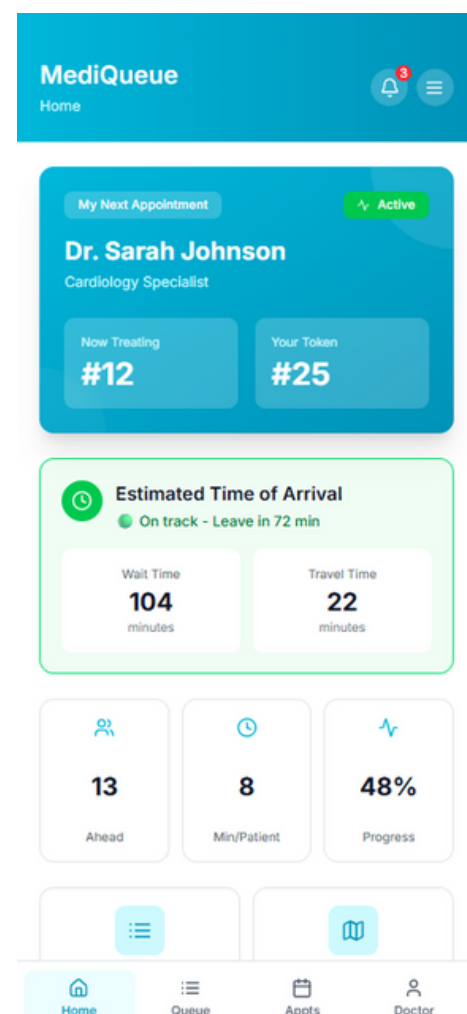 MediQueue
3
Home
My Next Appointment
Active
Dr. Sarah Johnson
Cardiology Specialist
Now Treating
Your Token
#12
#25
Estimated Time of Arrival
On track - Leave in 72 min
Wait Time
Travel Time
104
22
minutes
minutes
13
8
48%
Ahead
Min/Patient
Progress
Home
Queue
Appts
Doctor